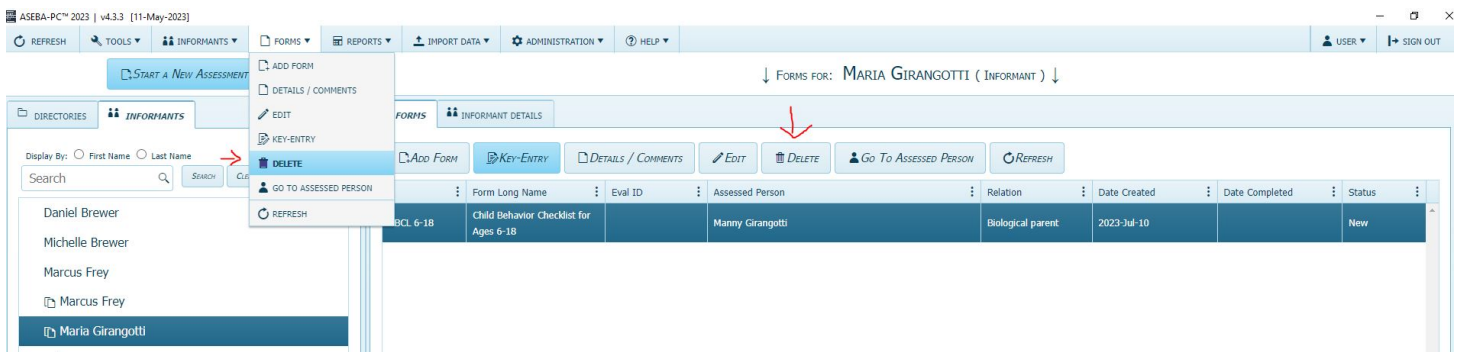 ASEBA-PC™ 2023 | v4.3.3 [11-May-2023]
REFRESH TOOLS INFORMANTS FORMS REPORTS IMPORT DATA ADMINISTRATION HELP USER SIGN OUT
START A NEW ASSESSMENT
↓ FORMS FOR: MARIA GIRANGOTTI ( INFORMANT ) ↓
ADD FORM
DETAILS / COMMENTS
EDIT
KEY-ENTRY
DELETE
GO TO ASSESSED PERSON
REFRESH
DIRECTORIES INFORMANTS
FORMS INFORMANT DETAILS
Display By: First Name Last Name
Search SEARCH
ADD FORM KEY-ENTRY DETAILS / COMMENTS EDIT DELETE GO TO ASSESSED PERSON REFRESH
Form Long Name Eval ID Assessed Person Relation Date Created Date Completed Status
BCL 6-18 Child Behavior Checklist for Manny Girangotti Biological parent 2023-Jul-10 New
Ages 6-18
Daniel Brewer
Michelle Brewer
Marcus Frey
Marcus Frey
Maria Girangotti